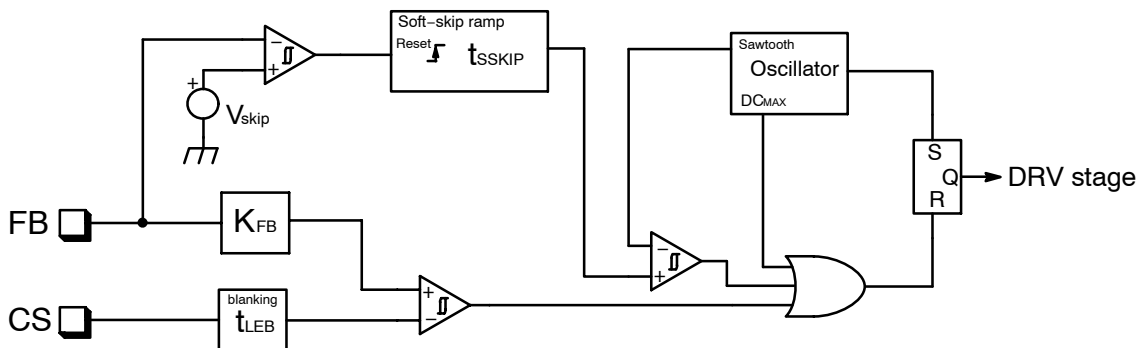 Soft-skip ramp
Reset
tSSKIP
−
+
+
Vskip
Sawtooth
Oscillator
DCMAX
S
Q
R
DRV stage
FB
KFB
−
+
CS
blanking
tLEB
+
−